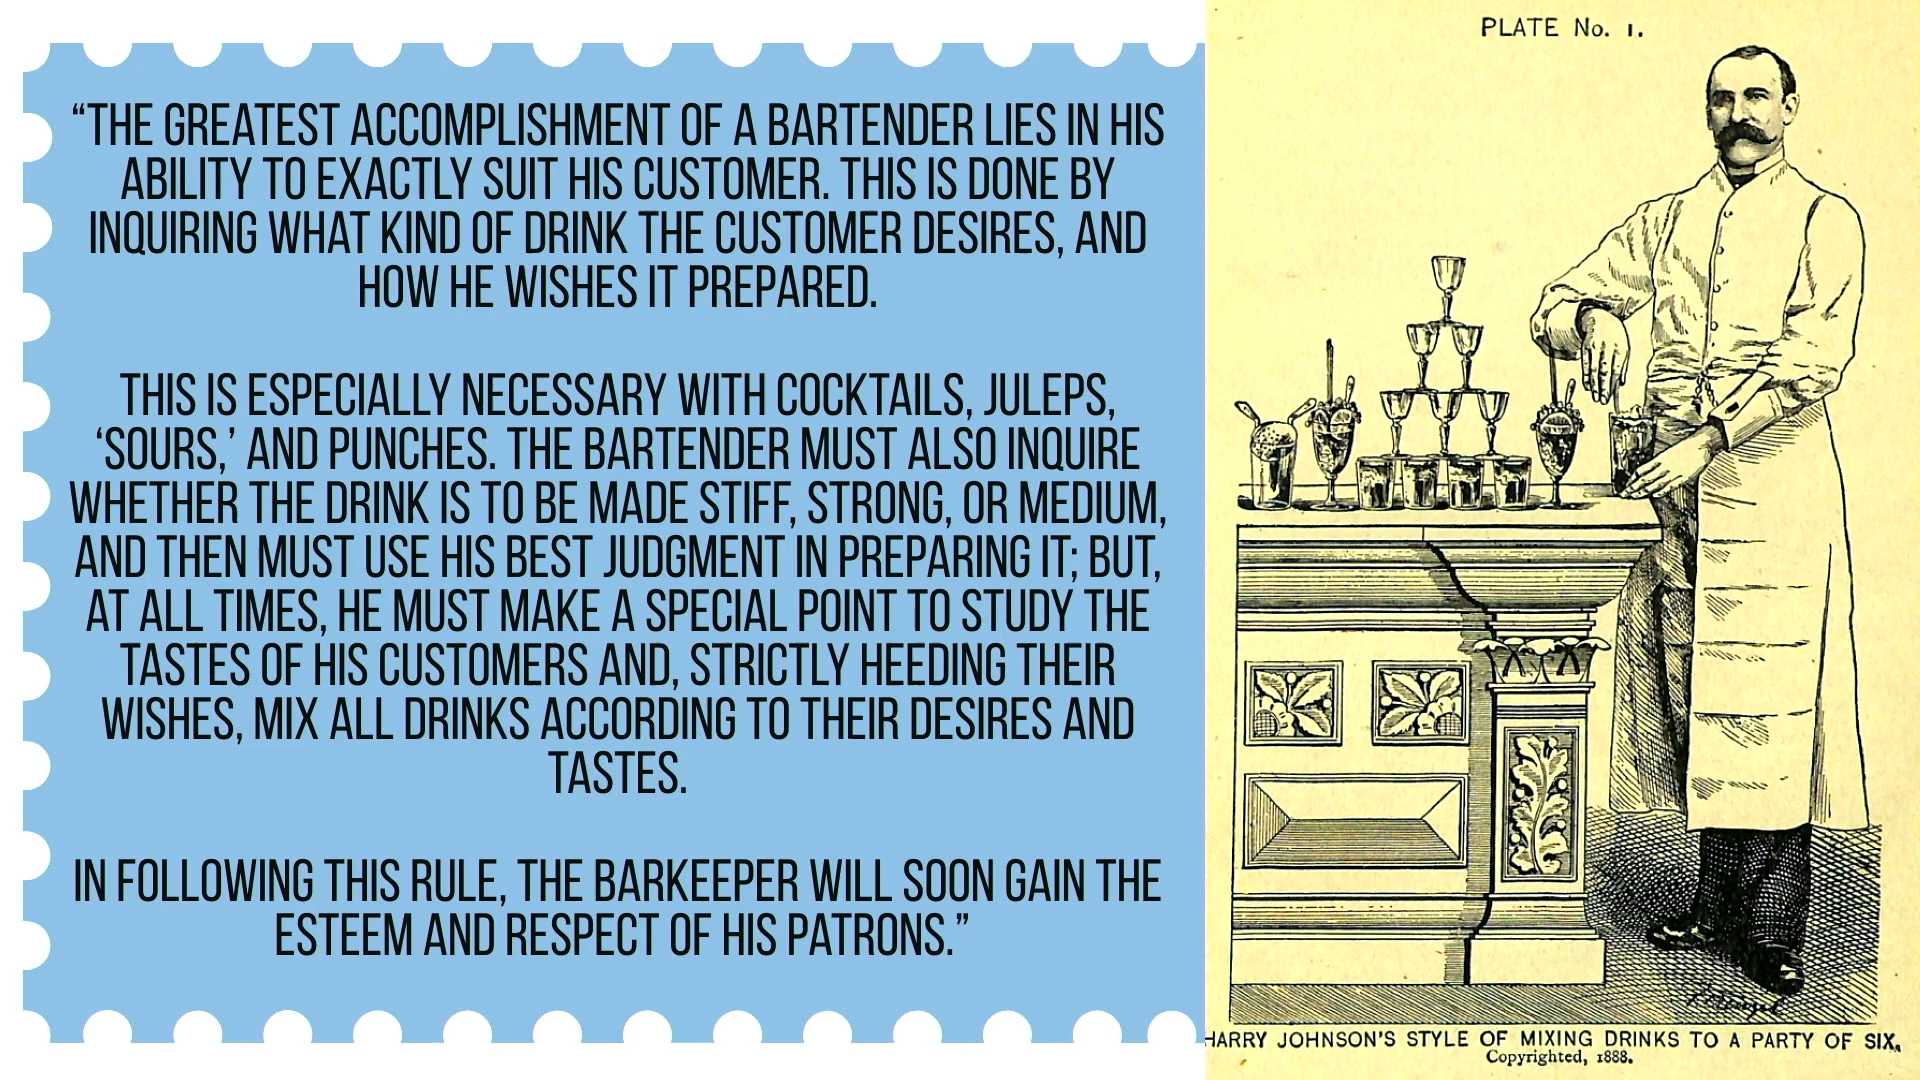 “THE GREATEST ACCOMPLISHMENT OF A BARTENDER LIES IN HIS
ABILITY TO EXACTLY SUIT HIS CUSTOMER. THIS IS DONE BY
INQUIRING WHAT KIND OF DRINK THE CUSTOMER DESIRES, AND
HOW HE WISHES IT PREPARED.
THIS IS ESPECIALLY NECESSARY WITH COCKTAILS, JULEPS,
‘SOURS,’ AND PUNCHES. THE BARTENDER MUST ALSO INQUIRE
WHETHER THE DRINK IS TO BE MADE STIFF, STRONG, OR MEDIUM,
AND THEN MUST USE HIS BEST JUDGMENT IN PREPARING IT; BUT,
AT ALL TIMES, HE MUST MAKE A SPECIAL POINT TO STUDY THE
TASTES OF HIS CUSTOMERS AND, STRICTLY HEEDING THEIR
WISHES, MIX ALL DRINKS ACCORDING TO THEIR DESIRES AND
TASTES.
IN FOLLOWING THIS RULE, THE BARKEEPER WILL SOON GAIN THE
ESTEEM AND RESPECT OF HIS PATRONS.”
PLATE No. 1.
HARRY JOHNSON'S STYLE OF MIXING DRINKS TO A PARTY OF SIX.
Copyrighted, 1888.